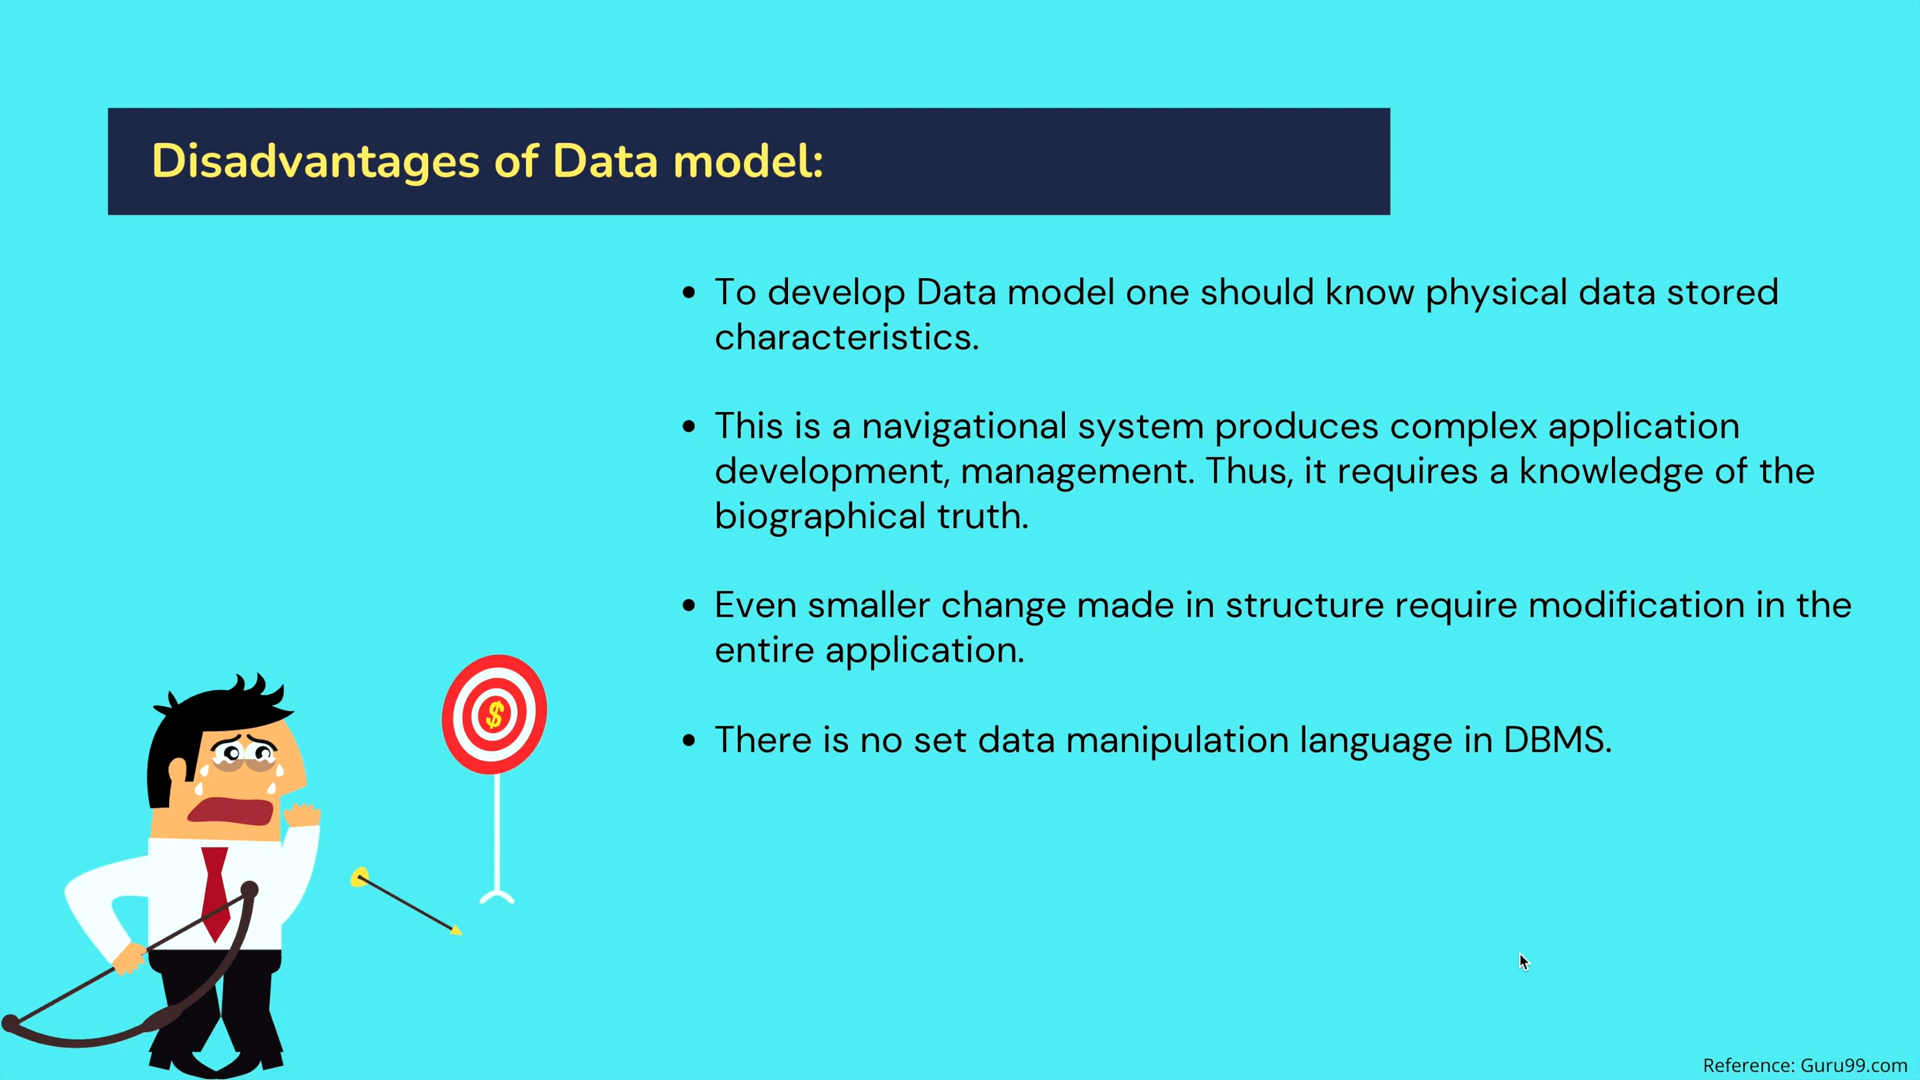 Disadvantages of Data model:
• To develop Data model one should know physical data stored
characteristics.
• This is a navigational system produces complex application
development, management. Thus, it requires a knowledge of the
biographical truth.
• Even smaller change made in structure require modification in the
entire application.
• There is no set data manipulation language in DBMS.
$
Reference: Guru99.com